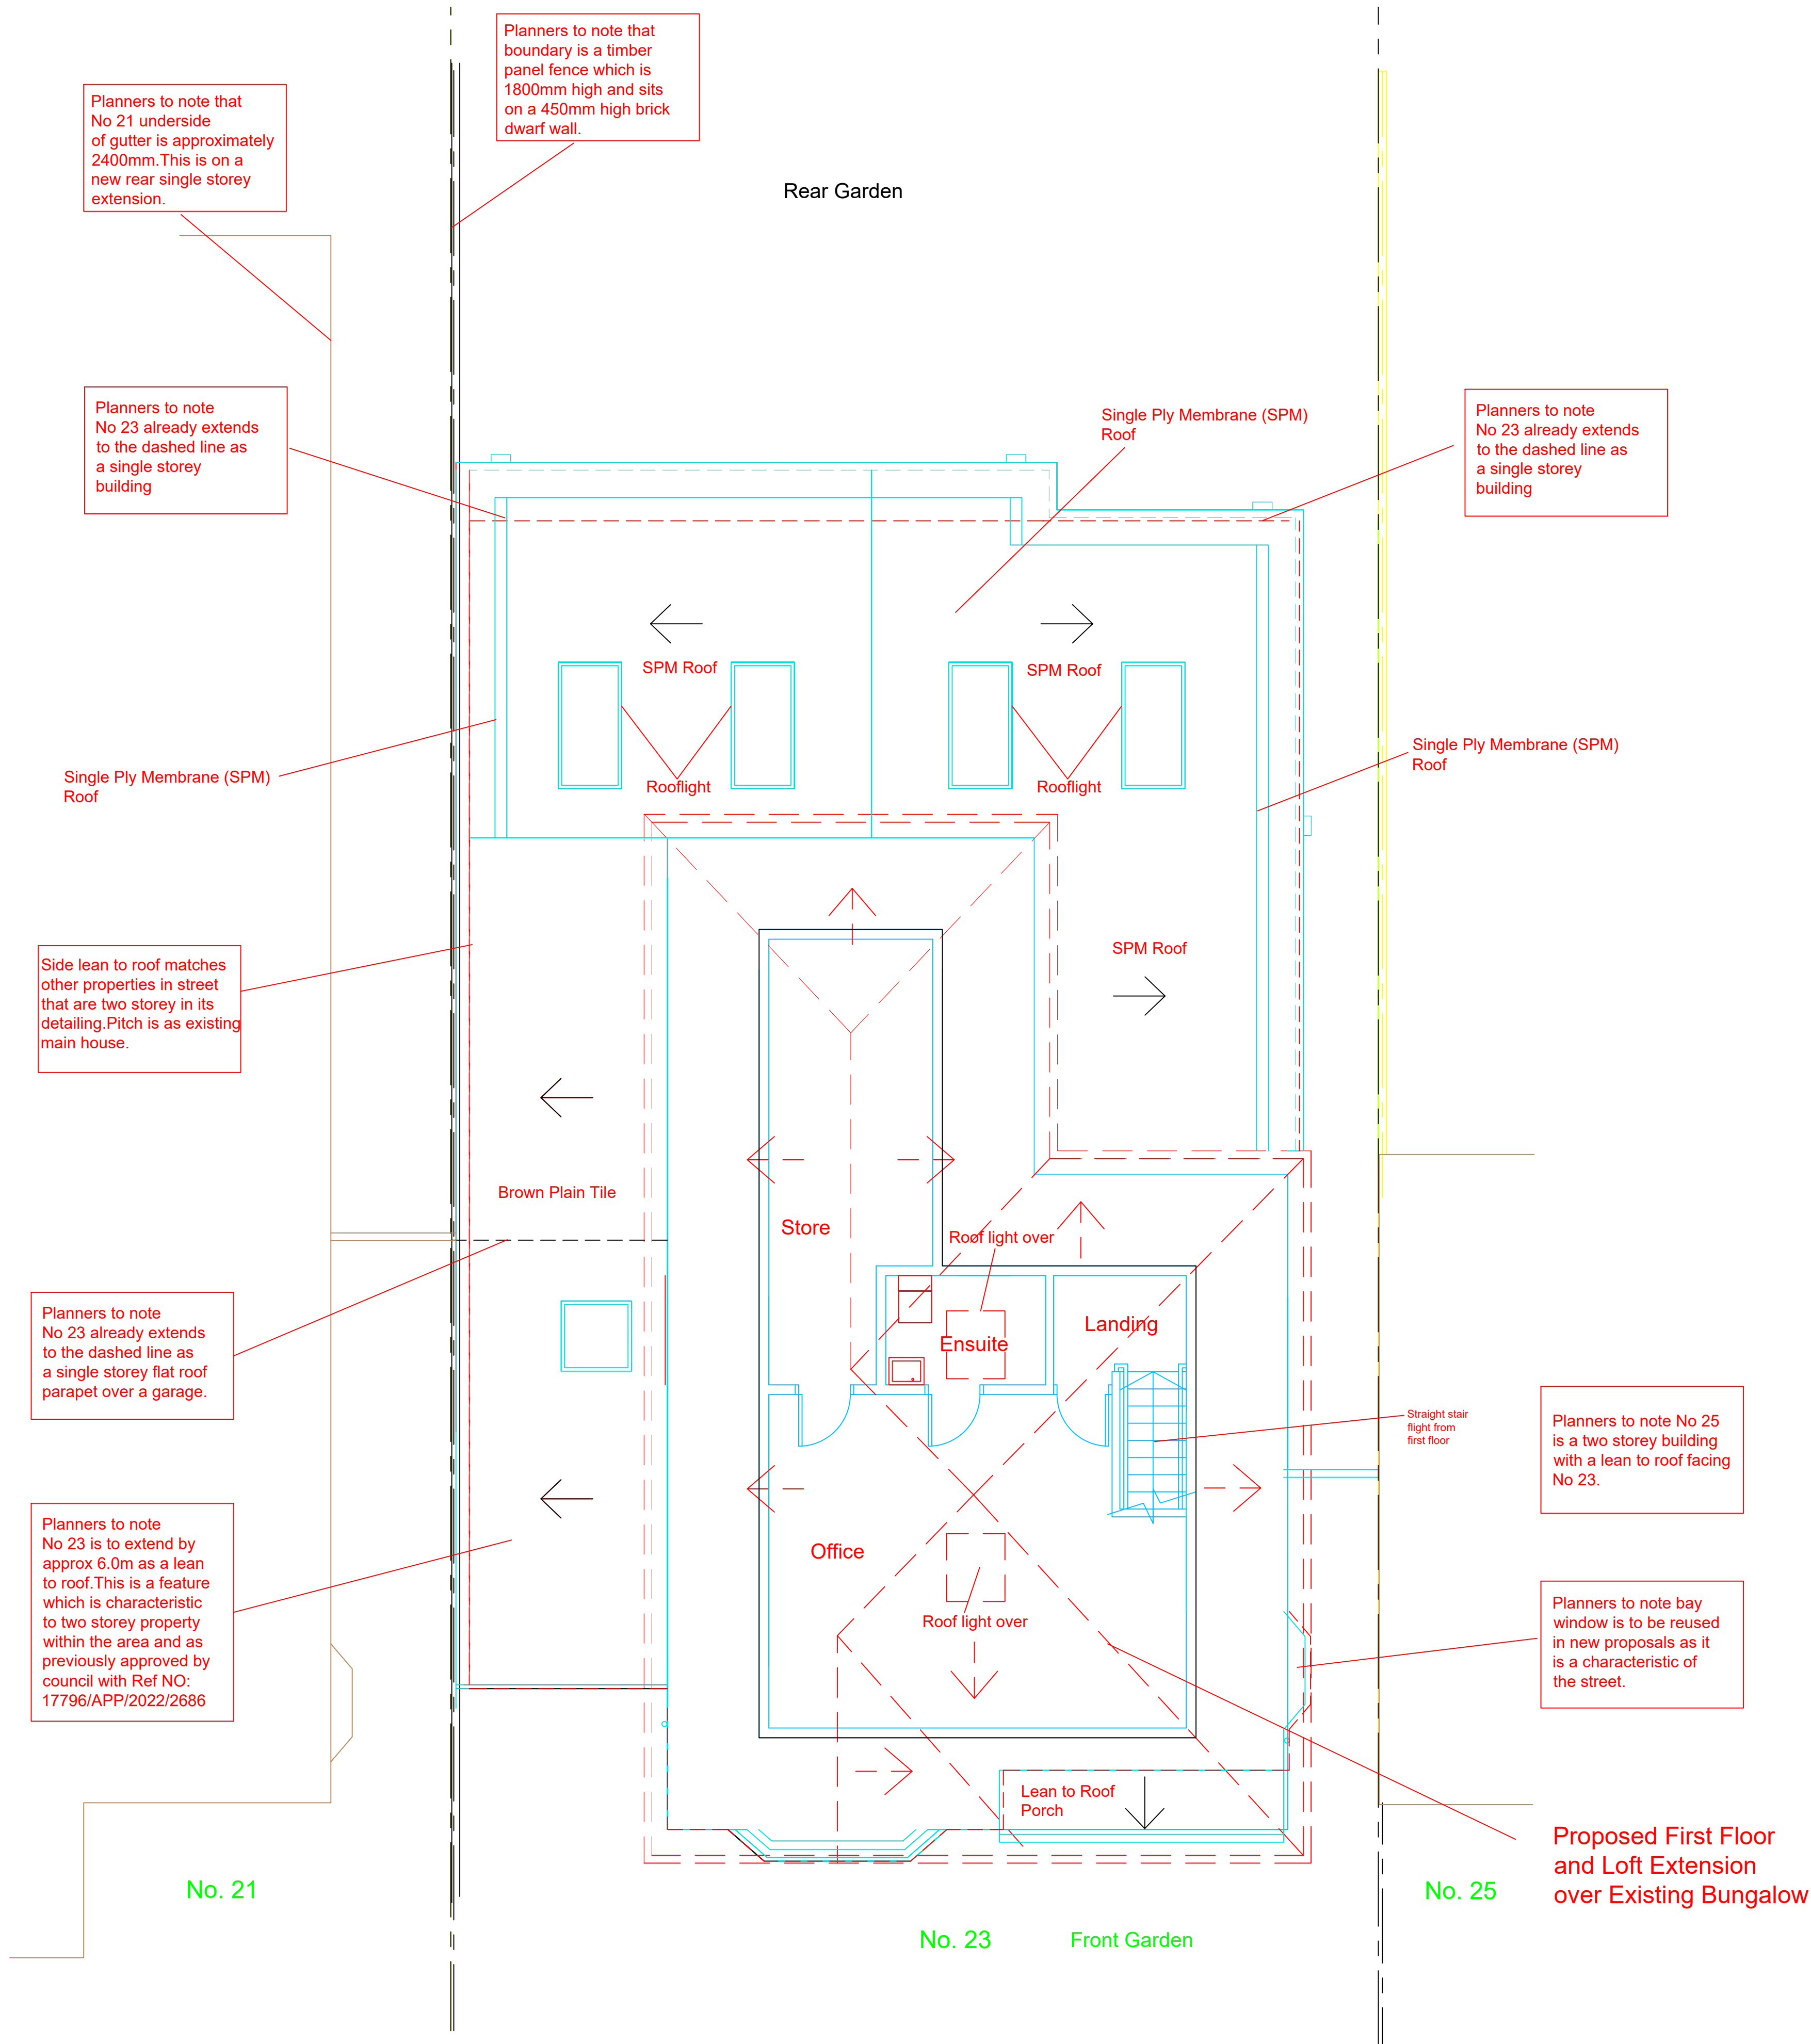 Planners to note that
boundary is a timber
panel fence which is
1800mm high and sits
on a 450mm high brick
dwarf wall.
Planners to note that
No 21 underside
of gutter is approximately
2400mm.This is on a
new rear single storey
extension.
Rear Garden
Planners to note
No 23 already extends
to the dashed line as
a single storey
building
Single Ply Membrane (SPM)
Roof
Planners to note
No 23 already extends
to the dashed line as
a single storey
building
SPM Roof
SPM Roof
Single Ply Membrane (SPM)
Roof
Rooflight
Rooflight
Single Ply Membrane (SPM)
Roof
Side lean to roof matches
other properties in street
that are two storey in its
detailing.Pitch is as existing
main house.
SPM Roof
Brown Plain Tile
Store
Roof light over
Ensuite
Landing
Planners to note
No 23 already extends
to the dashed line as
a single storey flat roof
parapet over a garage.
Straight stair
flight from
first floor
Planners to note No 25
is a two storey building
with a lean to roof facing
No 23.
Planners to note
No 23 is to extend by
approx 6.0m as a lean
to roof.This is a feature
which is characteristic
to two storey property
within the area and as
previously approved by
council with Ref NO:
17796/APP/2022/2686
Office
Roof light over
Planners to note bay
window is to be reused
in new proposals as it
is a characteristic of
the street.
Lean to Roof
Porch
Proposed First Floor
and Loft Extension
over Existing Bungalow
No. 21
No. 25
No. 23
Front Garden